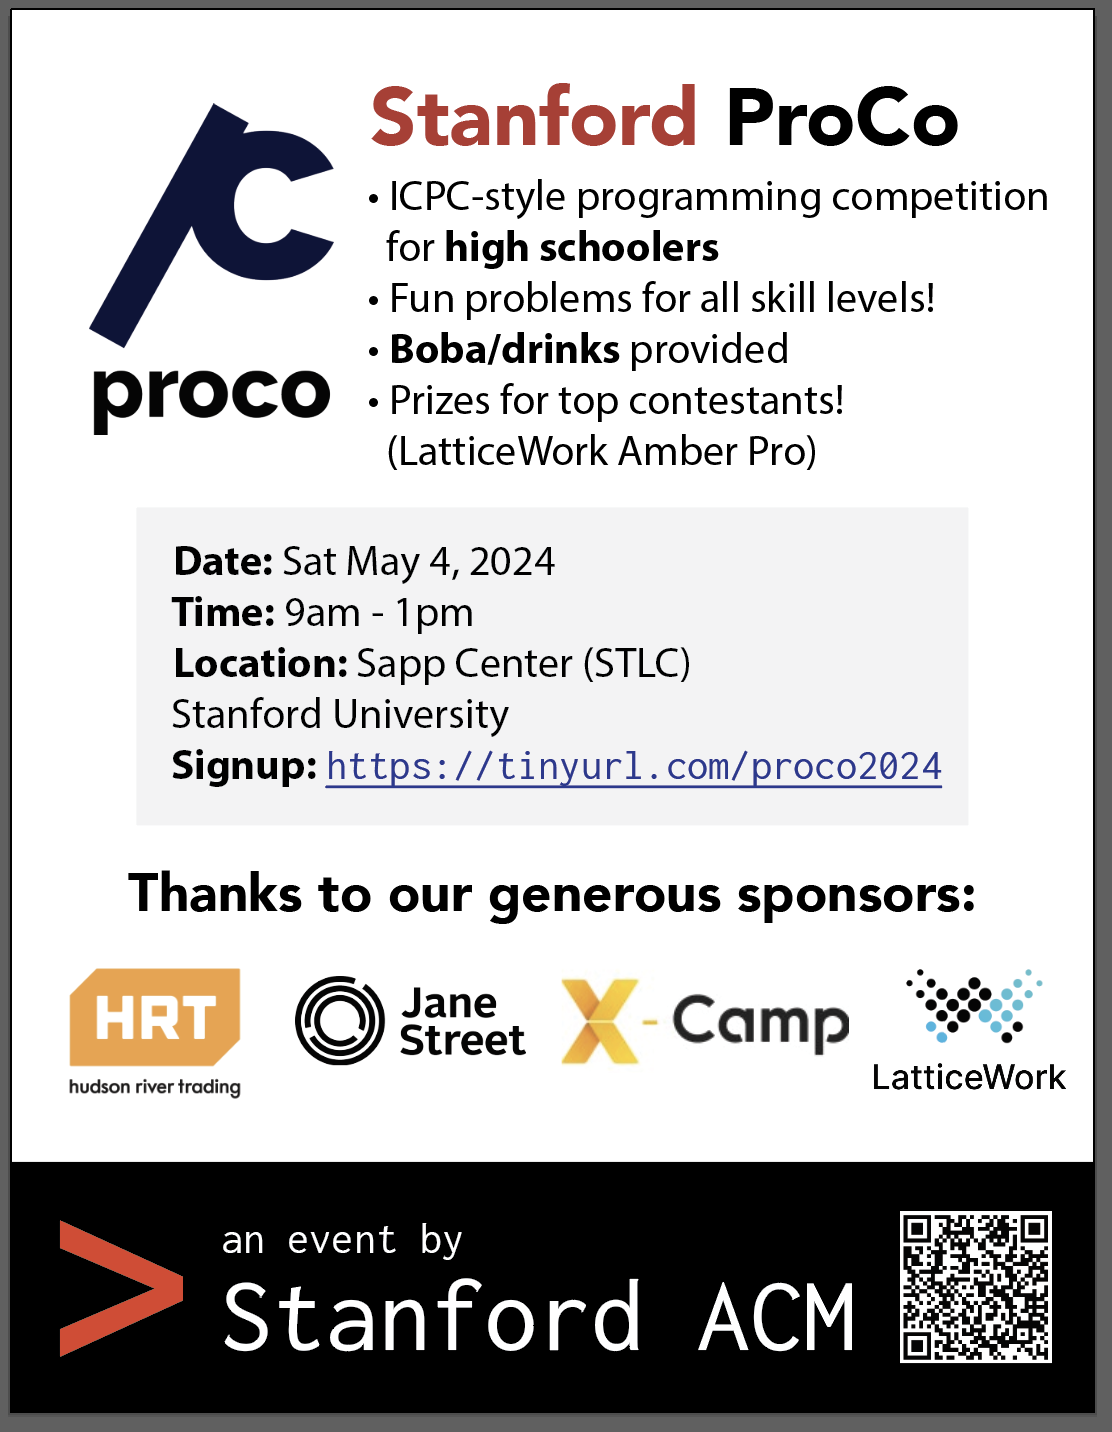 Stanford ProCo
• ICPC-style programming competition
for high schoolers
• Fun problems for all skill levels!
• Boba/drinks provided
• Prizes for top contestants!
(LatticeWork Amber Pro)
proco
Date: Sat May 4, 2024
Time: 9am - 1pm
Location: Sapp Center (STLC)
Stanford University
Signup: https://tinyurl.com/proco2024
Thanks to our generous sponsors:
HRT
hudson river trading
Jane
Street
X-Camp
LatticeWork
an event by
Stanford ACM